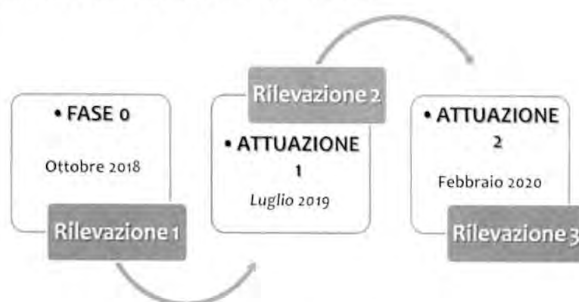 • FASE 0
Ottobre 2018
Rilevazione 1
Rilevazione 2
• ATTUAZIONE
1
Luglio 2019
• ATTUAZIONE
2
Febbraio 2020
Rilevazione 3